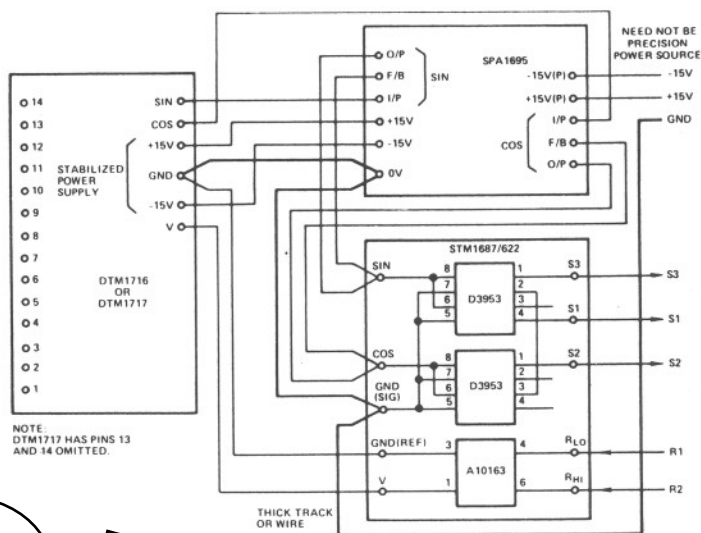 NEED NOT BE
PRECISION
POWER SOURCE
SPA1695
O/P
F/B
I/P
SIN
+15V
-15V
0V
-15V(P)
+15V(P)
I/P
F/B
O/P
COS
-15V
+15V
GND
14
13
12
11
10
9
8
7
6
5
4
3
2
1
SIN
COS
+15V
GND
-15V
V
STABILIZED
POWER
SUPPLY
DTM1716
OR
DTM1717
NOTE:
DTM1717 HAS PINS 13
AND 14 OMITTED.
STM1687/622
SIN
8
7
6
5
D3953
1
2
3
4
S3
S1
S3
S1
COS
GND
(SIG)
8
7
6
5
D3953
1
2
3
4
S2
S2
GND(REF)
3
V
1
A10163
4
6
RLO
RHI
R1
R2
THICK TRACK
OR WIRE